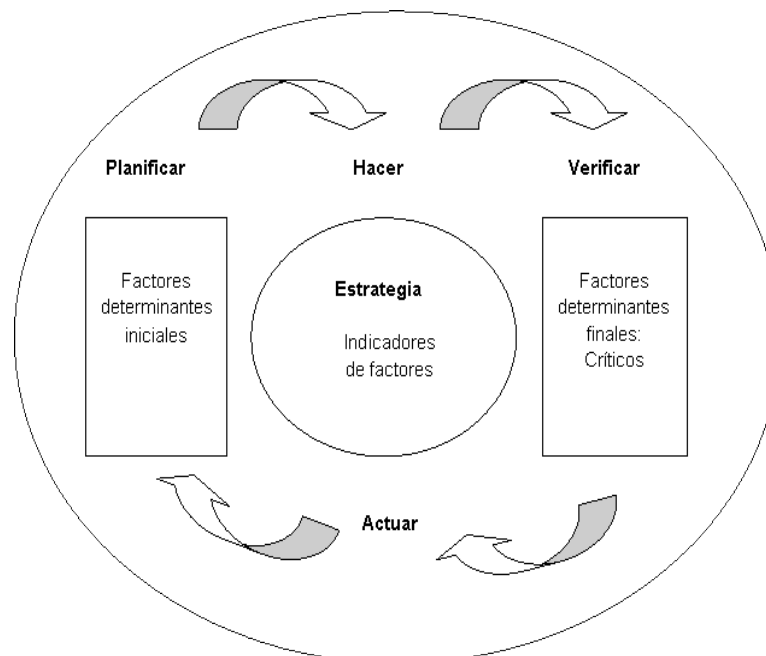 Planificar
Hacer
Verificar
Factores
determinantes
iniciales
Estrategia
Indicadores
de factores
Factores
determinantes
finales:
Críticos
Actuar